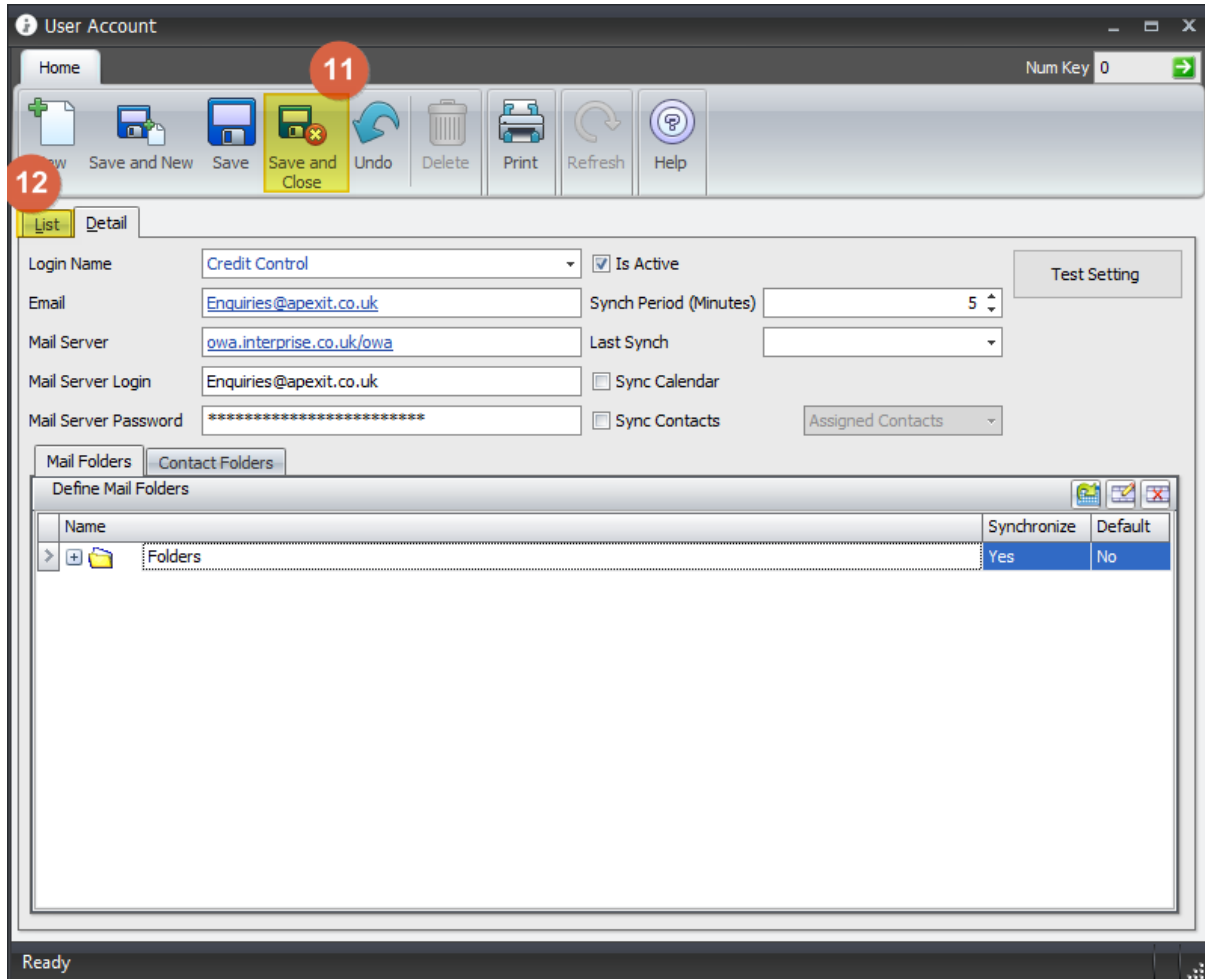 User Account
Home
11
Num Key 0
Save and New
Save
Save and
Close
Undo
Delete
Print
Refresh
Help
12
List
Detail
Login Name
Credit Control
Is Active
Test Setting
Email
Enquiries@apexit.co.uk
Synch Period (Minutes)
5
Mail Server
owa.interprise.co.uk/owa
Last Synch
Mail Server Login
Enquiries@apexit.co.uk
Sync Calendar
Mail Server Password
************************
Sync Contacts
Assigned Contacts
Mail Folders
Contact Folders
Define Mail Folders
Name
Synchronize
Default
Folders
Yes
No
Ready